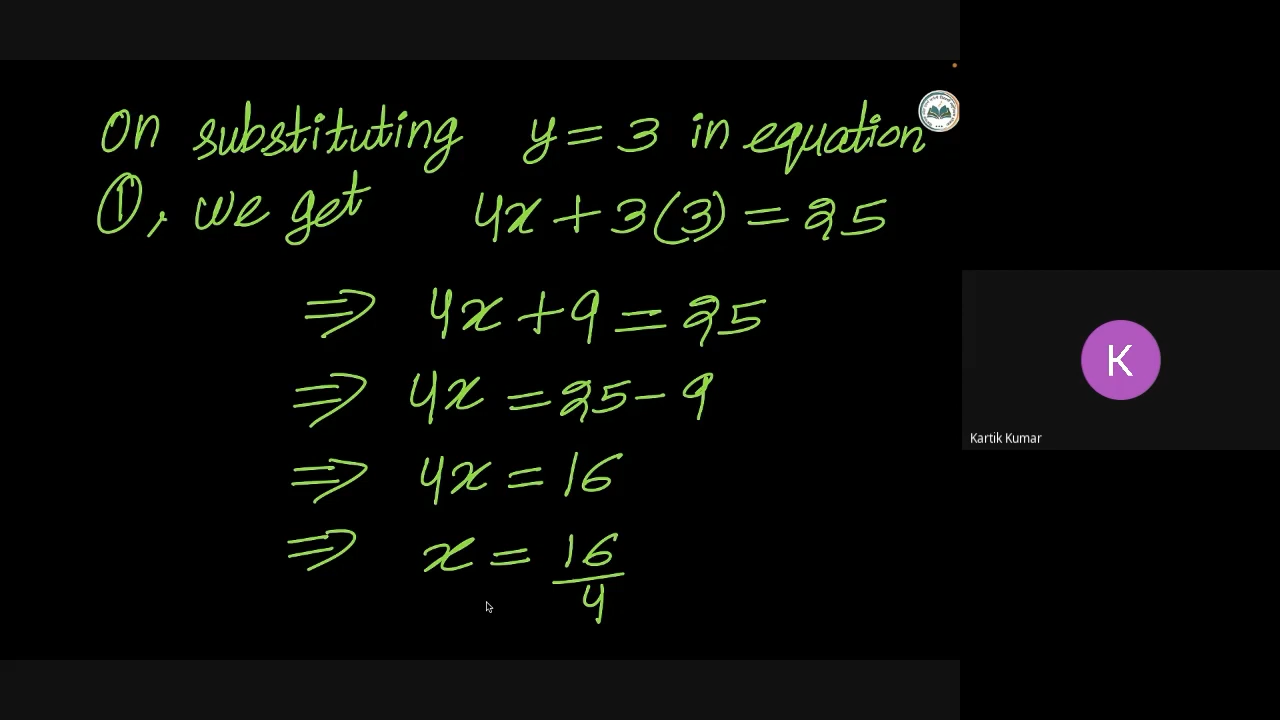 On substituting y = 3 in equation
①, we get 4x + 3(3) = 25
⇒ 4x + 9 = 25
⇒ 4x = 25 - 9
⇒ 4x = 16
⇒ x = 16/4
K
Kartik Kumar